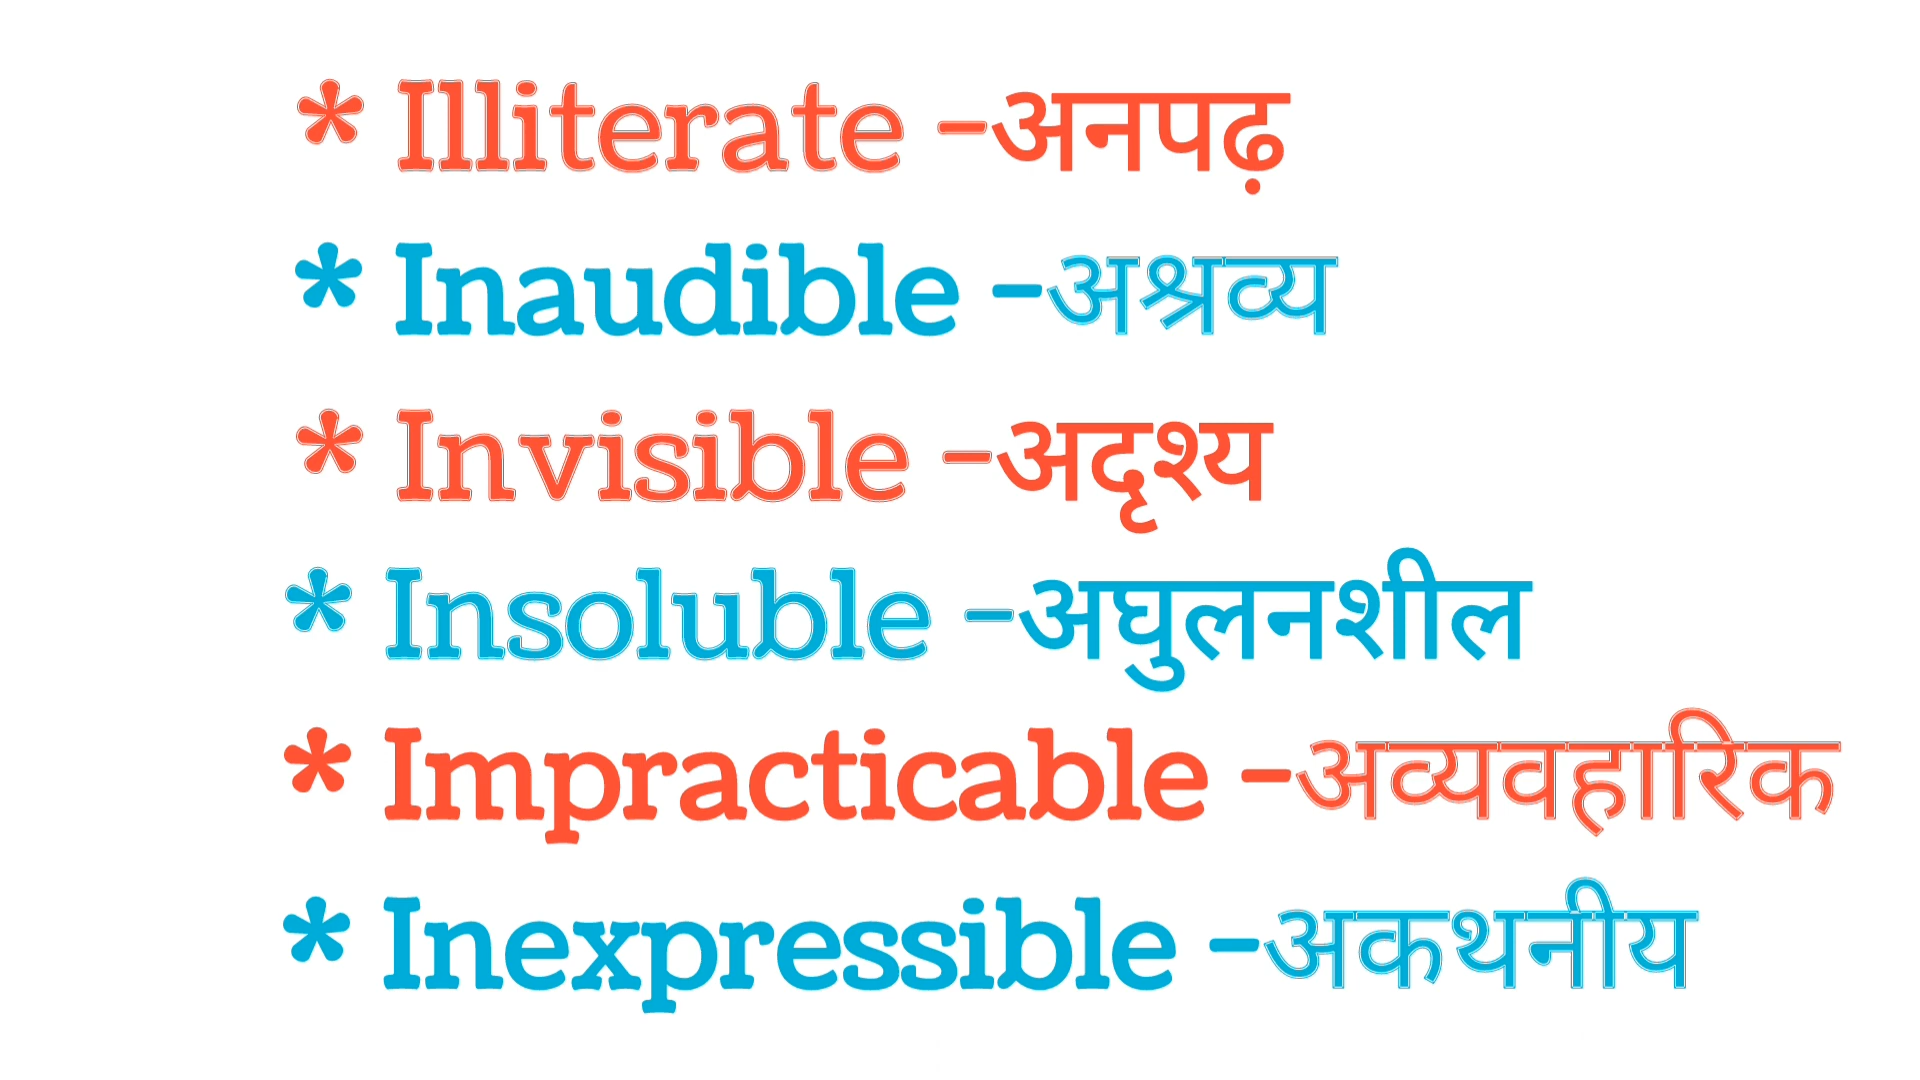 * Illiterate -अनपढ़
* Inaudible -अश्रव्य
* Invisible -अदृश्य
* Insoluble -अघुलनशील
* Impracticable -अव्यवहारिक
* Inexpressible -अकथनीय